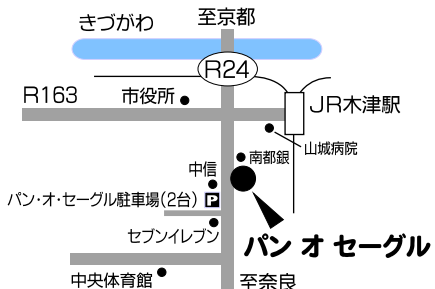 至京都
きづがわ
R24
R163
市役所
JR木津駅
山城病院
南都銀
中信
パン・オ・セーグル駐車場(2台)
P
セブンイレブン
パン オ セーグル
中央体育館
至奈良